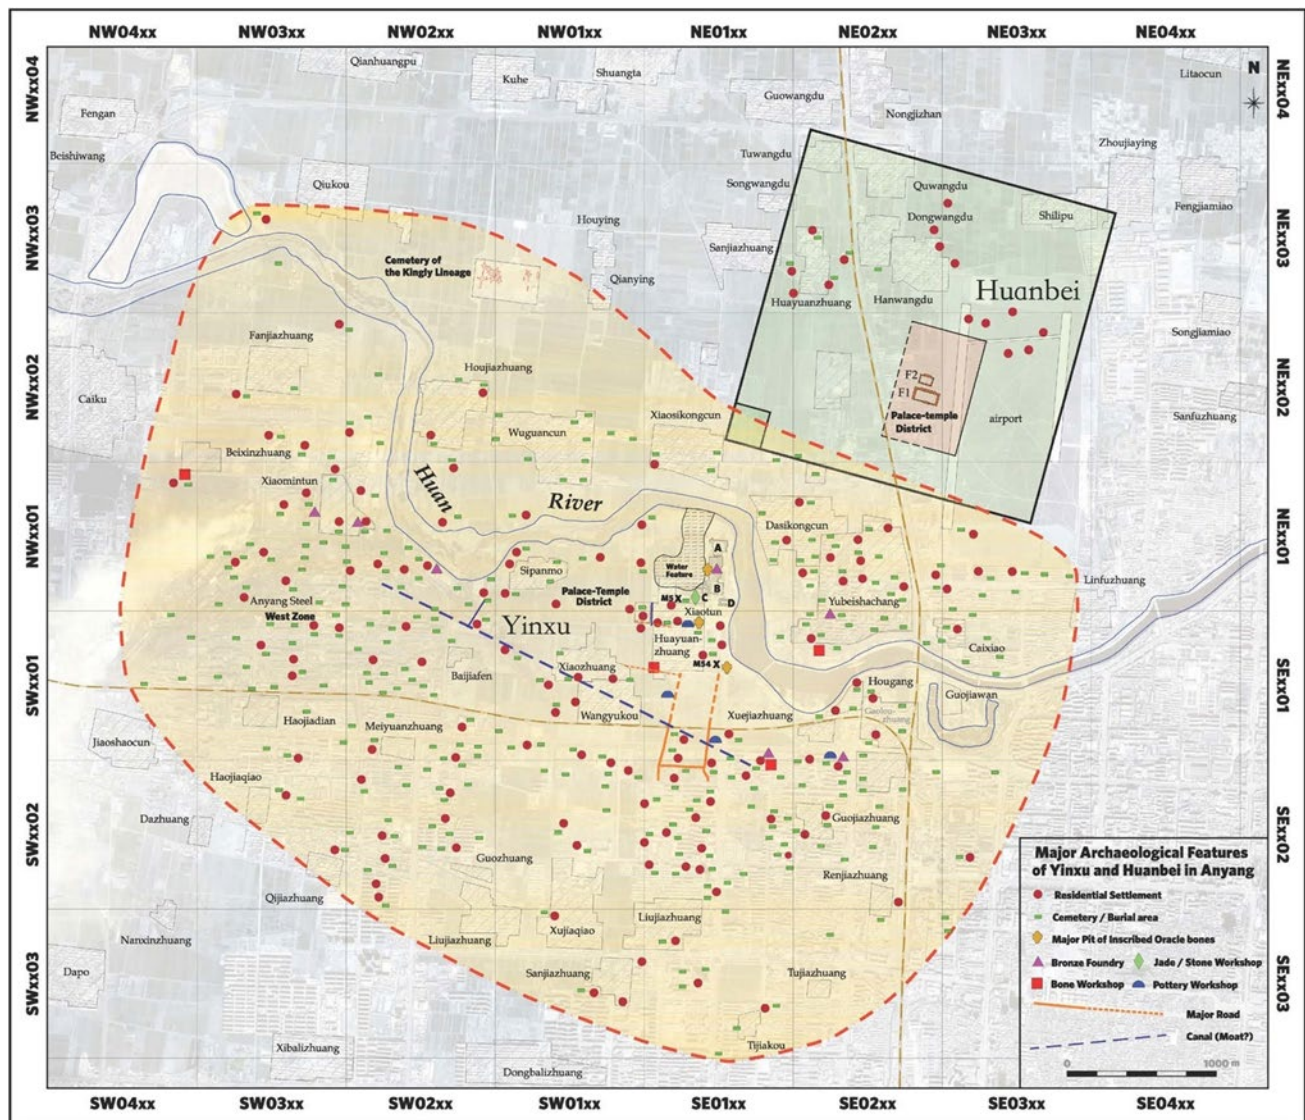 NW04xx NW03xx NW02xx NW01xx NE01xx NE02xx NE03xx NE04xx
NWxx04
NWxx03
NWxx02
NWxx01
SWxx01
SWxx02
SWxx03
NExx04
NExx03
NExx02
NExx01
SExx01
SExx02
SExx03
N
Qianhuangpu
Kuhe
Shuangta
Litaocun
Guowangdu
Nongjizhan
Fengan
Zhoujiaying
Beishiwang
Tuwangdu
Qiukou
Songwangdu
Quwangdu
Shilipu
Fengjiamiao
Houying
Dongwangdu
Sanjiazhuang
Cemetery of
the Kingly Lineage
Qianying
Huayuanzhuang
Hanwangdu
Huanbei
Songjiamiao
Fanjiazhuang
Houjiazhuang
F2
F1
Palace-temple
District
airport
Caiku
Xiaosikongcun
Sanfuzhuang
Wuguancun
Beixinzhuang
Xiaomintun
Huan
River
Dasikongcun
A
Water
Feature
Sipanmo
B
Linfuzhuang
Palace-Temple
District
M5 X
C
D
Anyang Steel
West Zone
Yinxu
Xiaotun
Yubeishachang
Huayuan-
zhuang
Caixiao
M54 X
Xiaozhuang
Baijiafen
Hougang
Guojiawan
Wangyukou
Xuejiazhuang
Gaolou-
zhuang
Haojiadian
Meiyuanzhuang
Jiaoshaocun
Haojiaqiao
Dazhuang
Guojiazhuang
Guozhuang
Renjiazhuang
Qijiazhuang
Liujiazhuang
Xujiaqiao
Nanxinzhuang
Liujiazhuang
Dapo
Sanjiazhuang
Tujiazhuang
Xibalizhuang
Tijiakou
Dongbalizhuang
Major Archaeological Features
of Yinxu and Huanbei in Anyang
Residential Settlement
Cemetery / Burial area
Major Pit of Inscribed Oracle bones
Bronze Foundry Jade / Stone Workshop
Bone Workshop Pottery Workshop
Major Road
Canal (Moat?)
0 1000 m
SW04xx SW03xx SW02xx SW01xx SE01xx SE02xx SE03xx SE04xx